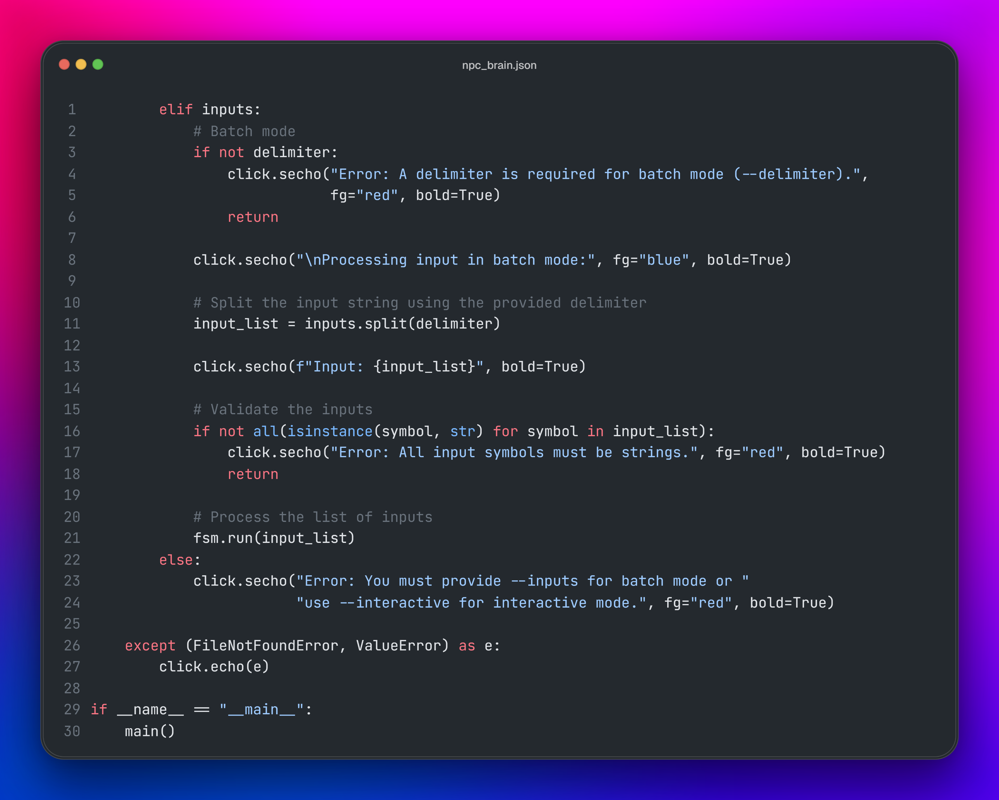 npc_brain.json
1         elif inputs:
2             # Batch mode
3             if not delimiter:
4                 click.secho("Error: A delimiter is required for batch mode (--delimiter).",
5                             fg="red", bold=True)
6                 return
7
8             click.secho("\nProcessing input in batch mode:", fg="blue", bold=True)
9
10             # Split the input string using the provided delimiter
11             input_list = inputs.split(delimiter)
12
13             click.secho(f"Input: {input_list}", bold=True)
14
15             # Validate the inputs
16             if not all(isinstance(symbol, str) for symbol in input_list):
17                 click.secho("Error: All input symbols must be strings.", fg="red", bold=True)
18                 return
19
20             # Process the list of inputs
21             fsm.run(input_list)
22         else:
23             click.secho("Error: You must provide --inputs for batch mode or "
24                         "use --interactive for interactive mode.", fg="red", bold=True)
25
26     except (FileNotFoundError, ValueError) as e:
27         click.echo(e)
28
29 if __name__ == "__main__":
30     main()